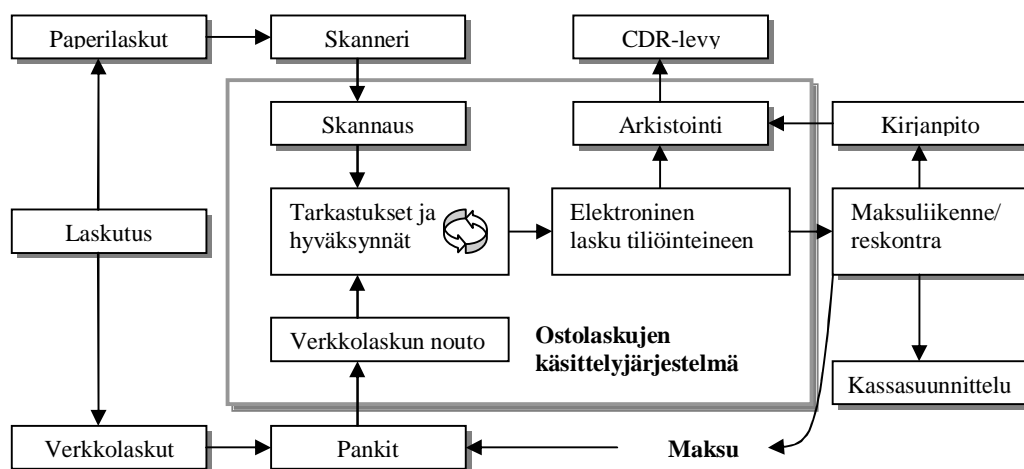 Paperilaskut
Skanneri
CDR-levy
Skannaus
Arkistointi
Kirjanpito
Laskutus
Tarkastukset ja
hyväksynnät
Elektroninen
lasku tiliöinteineen
Maksuliikenne/
reskontra
Verkkolaskun nouto
Ostolaskujen
käsittelyjärjestelmä
Kassasuunnittelu
Verkkolaskut
Pankit
Maksu